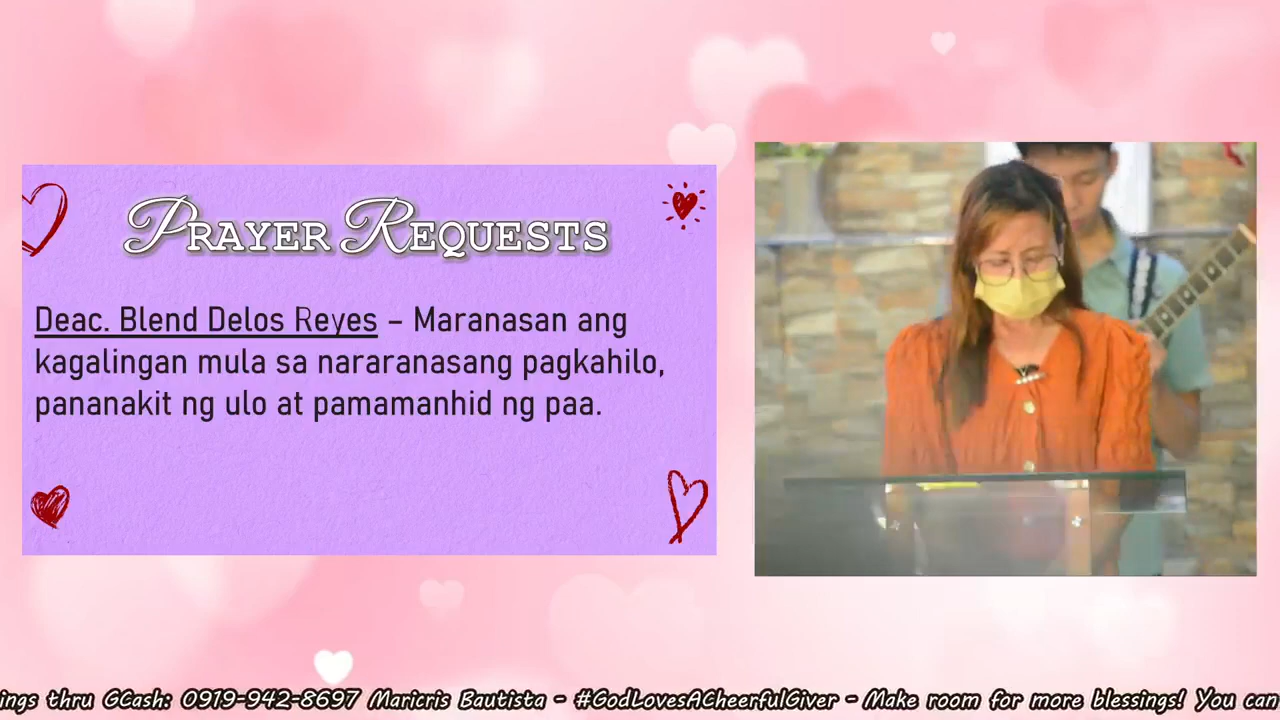 PRAYER REQUESTS
Deac. Blend Delos Reyes – Maranasan ang
kagalingan mula sa nararanasang pagkahilo,
pananakit ng ulo at pamamanhid ng paa.
ings thru GCash: 0919-942-8697 Maricris Bautista - #GodLovesACheerfulGiver - Make room for more blessings! You can